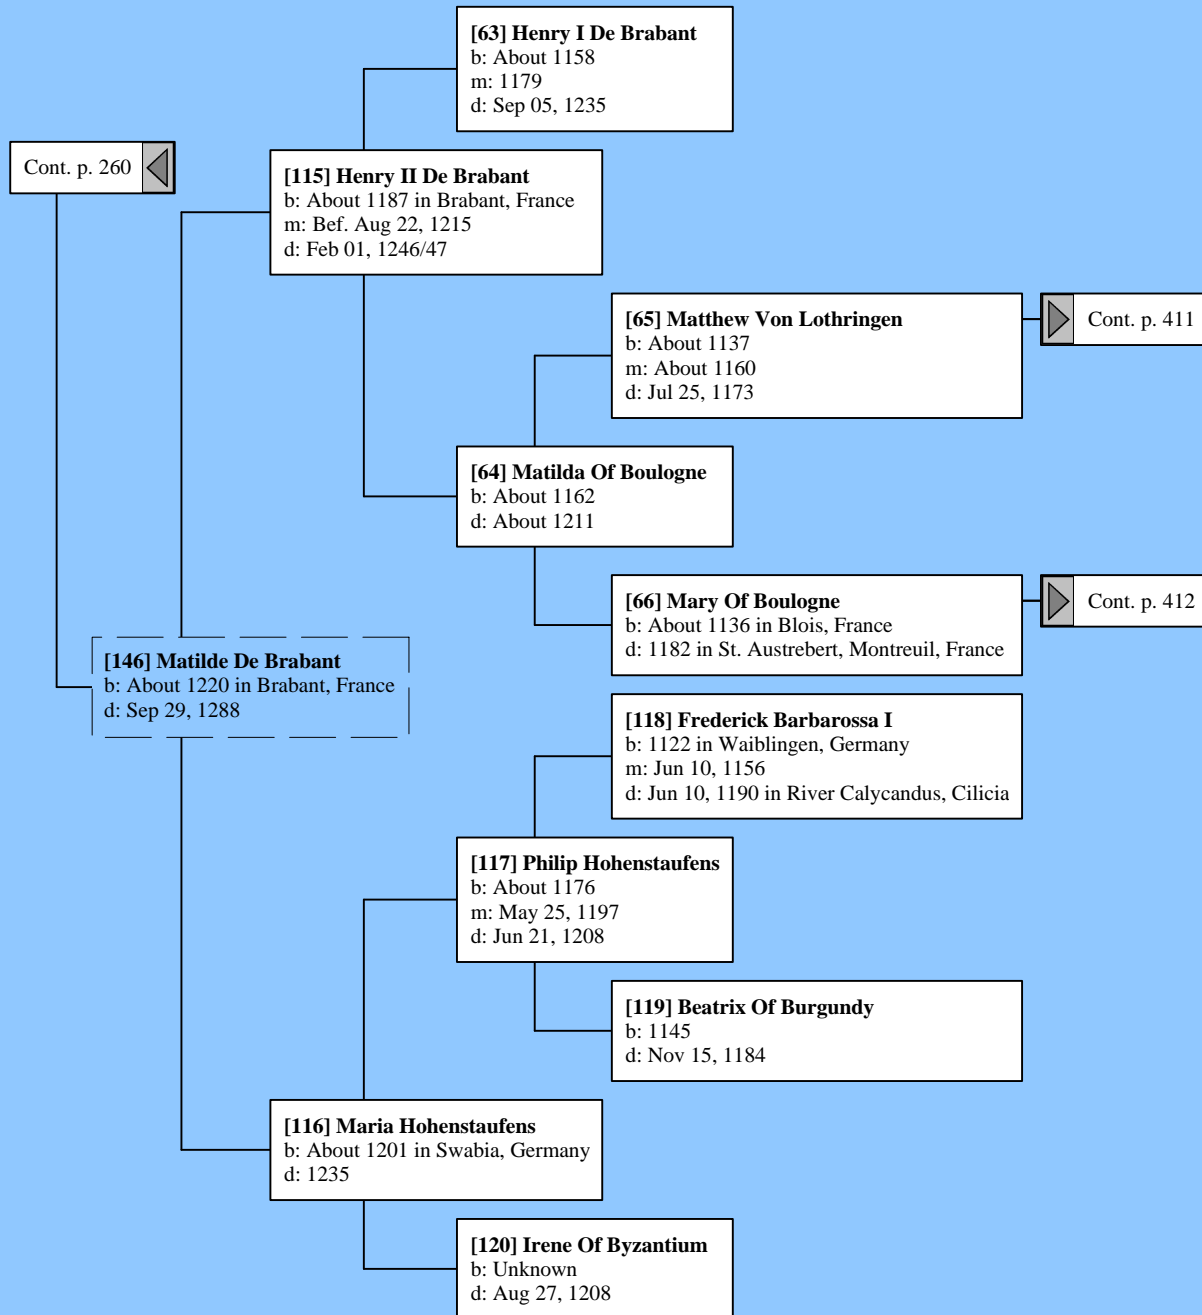 [63] Henry I De Brabant
b: About 1158
m: 1179
d: Sep 05, 1235
Cont. p. 260
[115] Henry II De Brabant
b: About 1187 in Brabant, France
m: Bef. Aug 22, 1215
d: Feb 01, 1246/47
[65] Matthew Von Lothringen
b: About 1137
m: About 1160
d: Jul 25, 1173
Cont. p. 411
[64] Matilda Of Boulogne
b: About 1162
d: About 1211
[66] Mary Of Boulogne
b: About 1136 in Blois, France
d: 1182 in St. Austrebert, Montreuil, France
Cont. p. 412
[146] Matilde De Brabant
b: About 1220 in Brabant, France
d: Sep 29, 1288
[118] Frederick Barbarossa I
b: 1122 in Waiblingen, Germany
m: Jun 10, 1156
d: Jun 10, 1190 in River Calycandus, Cilicia
[117] Philip Hohenstaufens
b: About 1176
m: May 25, 1197
d: Jun 21, 1208
[119] Beatrix Of Burgundy
b: 1145
d: Nov 15, 1184
[116] Maria Hohenstaufens
b: About 1201 in Swabia, Germany
d: 1235
[120] Irene Of Byzantium
b: Unknown
d: Aug 27, 1208